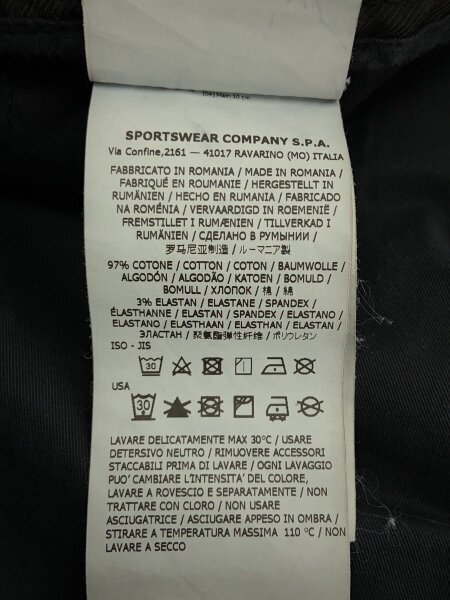 [04] Main 10 cm
SPORTSWEAR COMPANY S.P.A.
Via Confine,2161 — 41017 RAVARINO (MO) ITALIA
FABBRICATO IN ROMANIA / MADE IN ROMANIA /
FABRIQUÉ EN ROUMANIE / HERGESTELLT IN
RUMÄNIEN / HECHO EN RUMANIA / FABRICADO
NA ROMÉNIA / VERVAARDIGD IN ROEMENIË /
FREMSTILLET I RUMÆNIEN / TILLVERKAD I
RUMÄNIEN / СДЕЛАНО В РУМЫНИИ /
罗马尼亚制造 / ルーマニア製
97% COTONE / COTTON / COTON / BAUMWOLLE /
ALGODÓN / ALGODÃO / KATOEN / BOMULD /
BOMULL / ХЛОПОК / 棉 / 綿
3% ELASTAN / ELASTANE / SPANDEX /
ÉLASTHANNE / ELASTAN / SPANDEX / ELASTANO /
ELASTANO / ELASTHAAN / ELASTHAN / ELASTAN /
ЭЛАСТАН / 聚氨酯弹性纤维 / ポリウレタン
ISO - JIS
30
USA
30
LAVARE DELICATAMENTE MAX 30°C / USARE
DETERSIVO NEUTRO / RIMUOVERE ACCESSORI
STACCABILI PRIMA DI LAVARE / OGNI LAVAGGIO
PUO' CAMBIARE L'INTENSITA' DEL COLORE,
LAVARE A ROVESCIO E SEPARATAMENTE / NON
TRATTARE CON CLORO / NON USARE
ASCIUGATRICE / ASCIUGARE APPESO IN OMBRA /
STIRARE A TEMPERATURA MASSIMA 110 °C / NON
LAVARE A SECCO